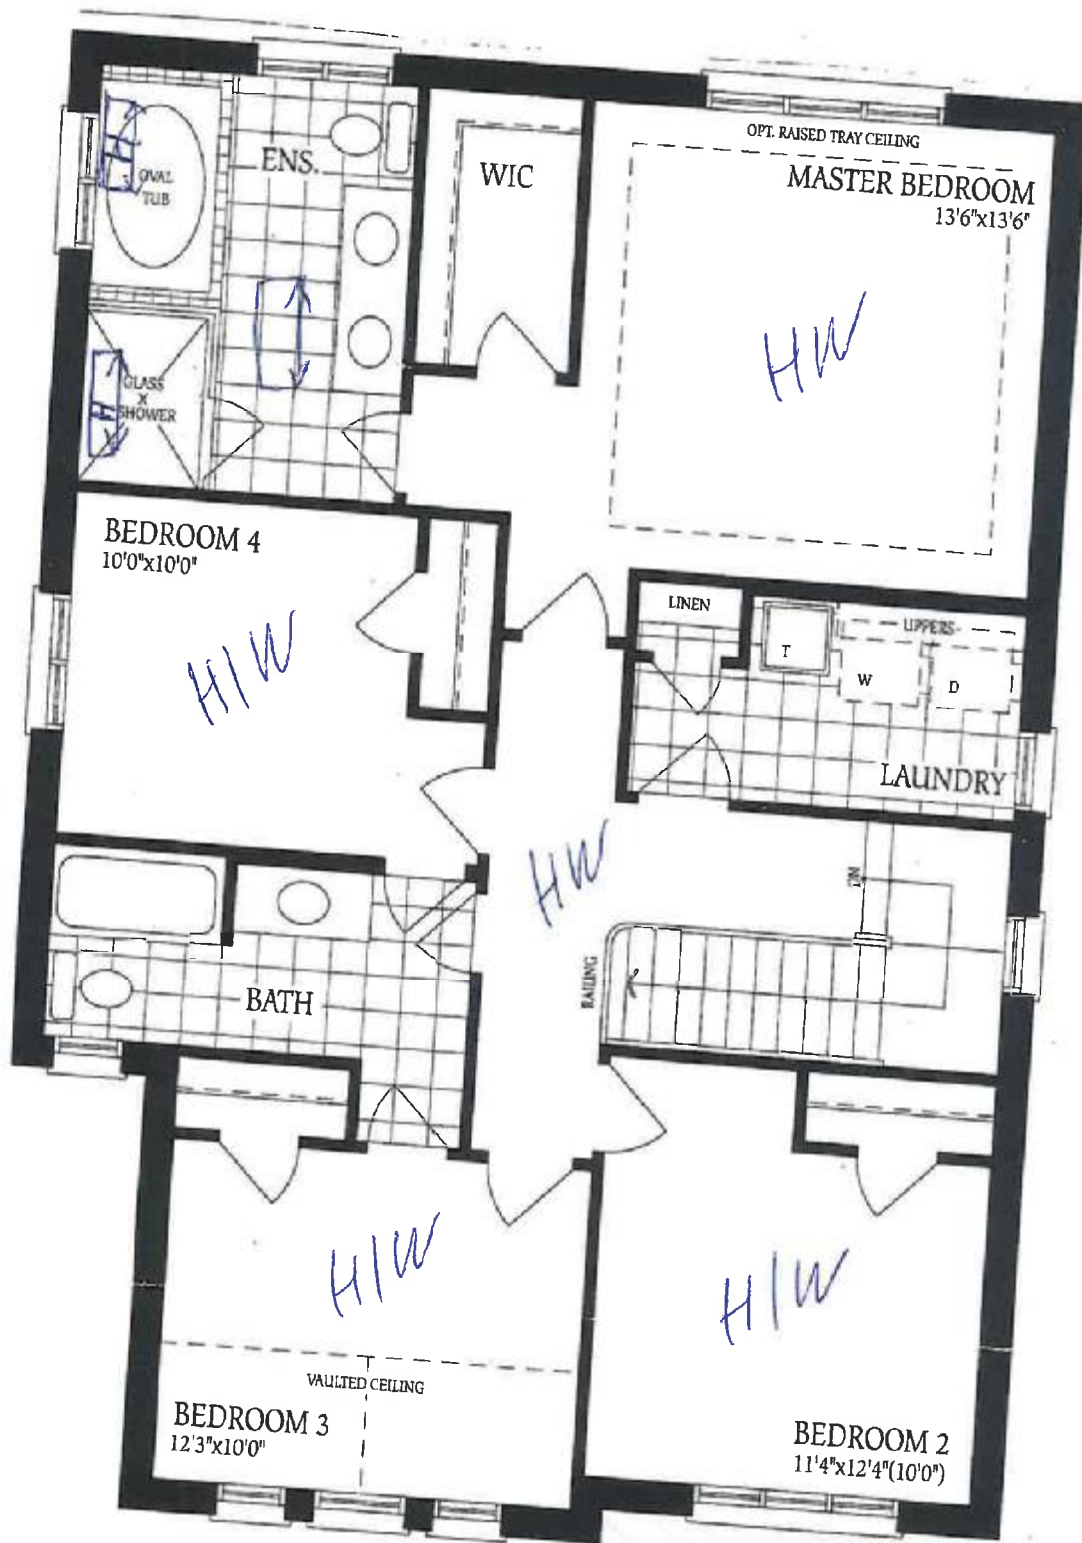 OPT. RAISED TRAY CEILING
MASTER BEDROOM
13'6"x13'6"
HW
WIC
ENS.
OVAL
TUB
H
GLASS
X
SHOWER
H
BEDROOM 4
10'0"x10'0"
H/W
LINEN
T
UPPERS
W
D
LAUNDRY
HW
DN
RAILING
BATH
H/W
VAULTED CEILING
BEDROOM 3
12'3"x10'0"
H/W
BEDROOM 2
11'4"x12'4"(10'0")